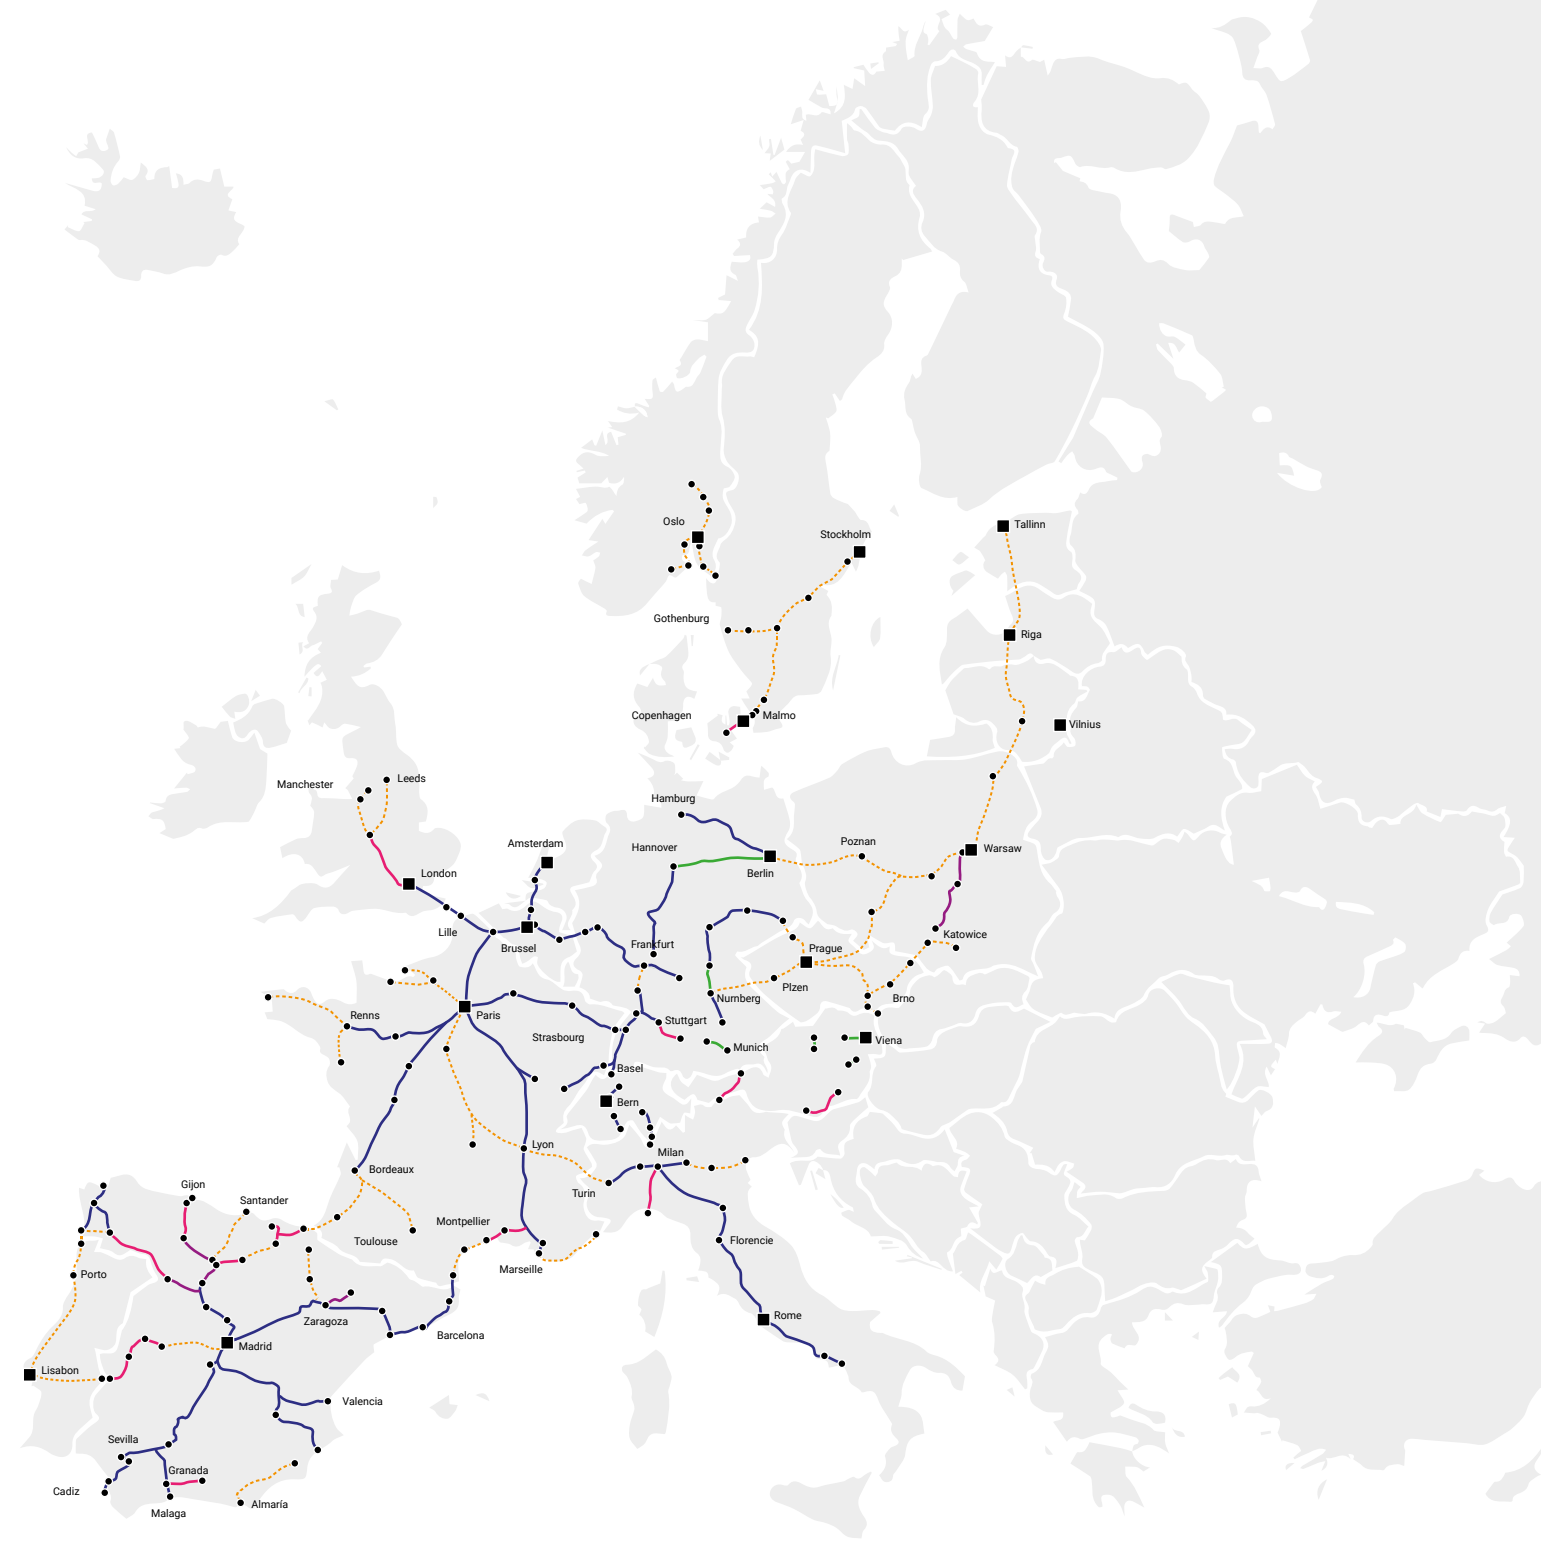 Oslo
Tallinn
Stockholm
Gothenburg
Riga
Copenhagen
Malmo
Vilnius
Manchester
Leeds
Hamburg
Amsterdam
Hannover
Poznan
Warsaw
London
Berlin
Lille
Brussel
Frankfurt
Katowice
Prague
Plzen
Numberg
Brno
Renns
Paris
Stuttgart
Strasbourg
Munich
Viena
Basel
Bern
Lyon
Milan
Bordeaux
Gijon
Turin
Santander
Montpellier
Toulouse
Florencie
Marseille
Porto
Zaragoza
Rome
Barcelona
Madrid
Lisabon
Valencia
Sevilla
Granada
Cadiz
Almaría
Malaga